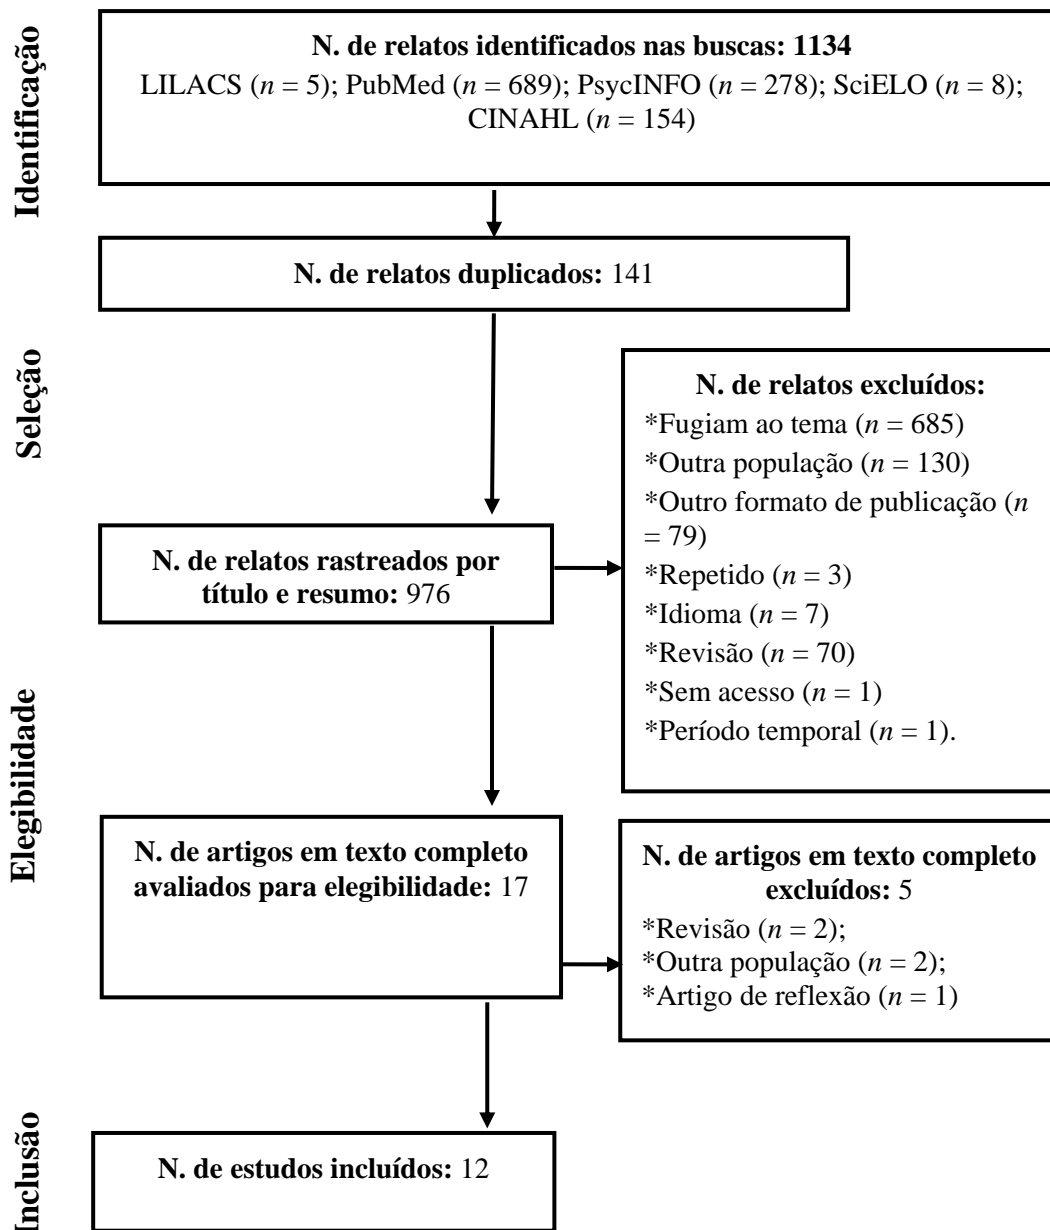 Identificação
N. de relatos identificados nas buscas: 1134
LILACS (n = 5); PubMed (n = 689); PsycINFO (n = 278); SciELO (n = 8);
CINAHL (n = 154)
N. de relatos duplicados: 141
Seleção
N. de relatos excluídos:
*Fugiam ao tema (n = 685)
*Outra população (n = 130)
*Outro formato de publicação (n
= 79)
*Repetido (n = 3)
*Idioma (n = 7)
*Revisão (n = 70)
*Sem acesso (n = 1)
*Período temporal (n = 1).
N. de relatos rastreados por
título e resumo: 976
Elegibilidade
N. de artigos em texto completo
avaliados para elegibilidade: 17
N. de artigos em texto completo
excluídos: 5
*Revisão (n = 2);
*Outra população (n = 2);
*Artigo de reflexão (n = 1)
Inclusão
N. de estudos incluídos: 12